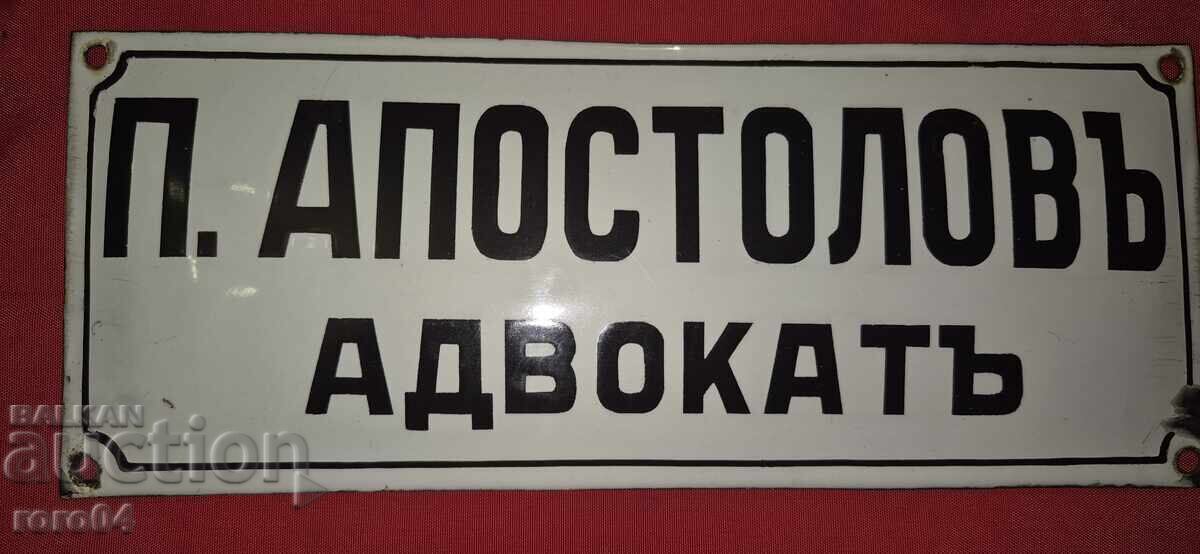 П. АПОСТОЛОВЪ
АДВОКАТЪ
BALKAN
auction
roro04